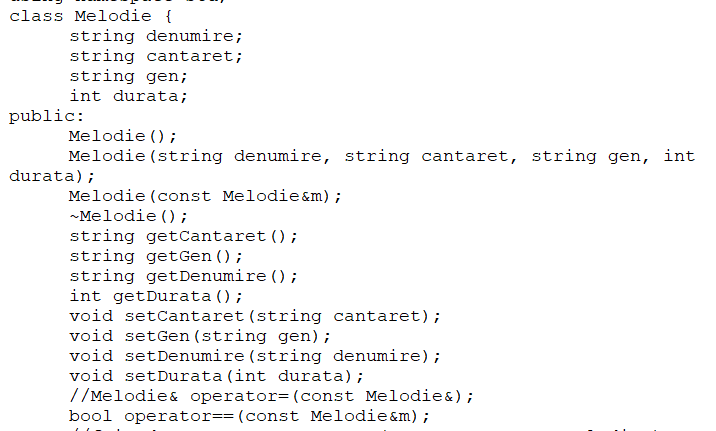 class Melodie {
string denumire;
string cantaret;
string gen;
int durata;
public:
Melodie();
Melodie(string denumire, string cantaret, string gen, int
durata);
Melodie(const Melodie&m);
~Melodie();
string getCantaret();
string getGen();
string getDenumire();
int getDurata();
void setCantaret(string cantaret);
void setGen(string gen);
void setDenumire(string denumire);
void setDurata(int durata);
//Melodie& operator=(const Melodie&);
bool operator==(const Melodie&m);